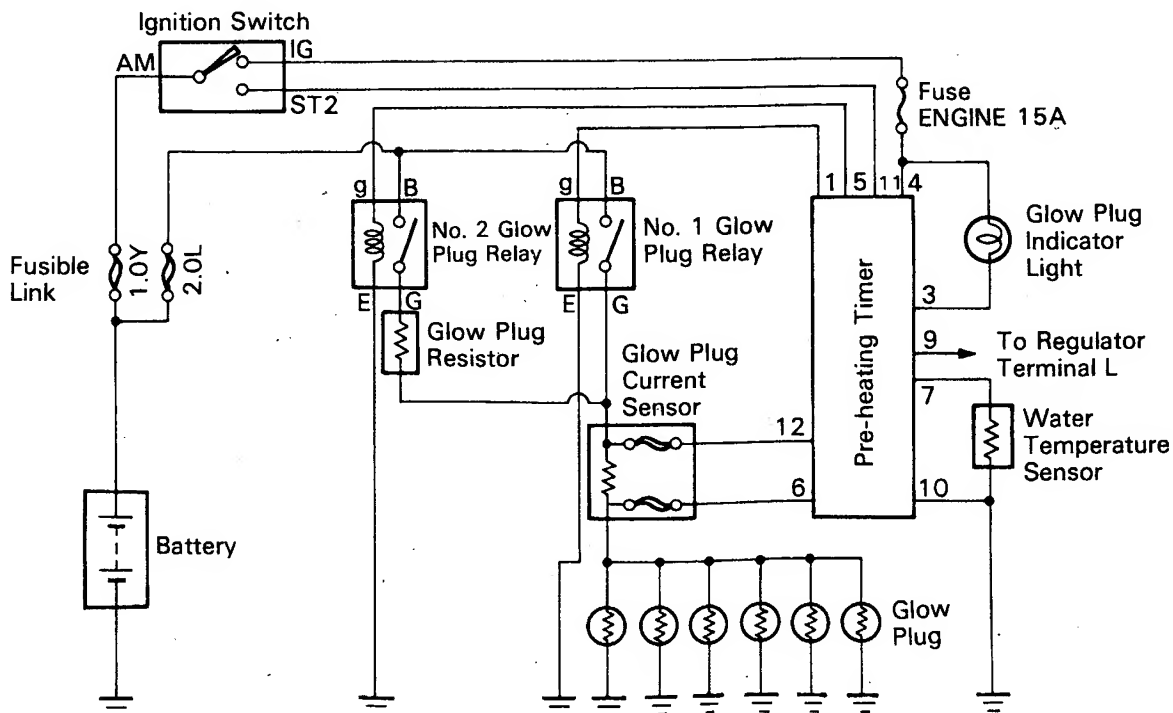 Ignition Switch
AM
IG
ST2
Fuse
ENGINE 15A
g
B
g
B
1
5
11
4
No. 2 Glow
Plug Relay
No. 1 Glow
Plug Relay
Glow Plug
Indicator
Light
Fusible
Link
1.0Y
2.0L
E
G
E
G
3
Glow Plug
Resistor
Glow Plug
Current
Sensor
Pre-heating Timer
9
To Regulator
Terminal L
7
12
Water
Temperature
Sensor
6
10
Battery
Glow
Plug